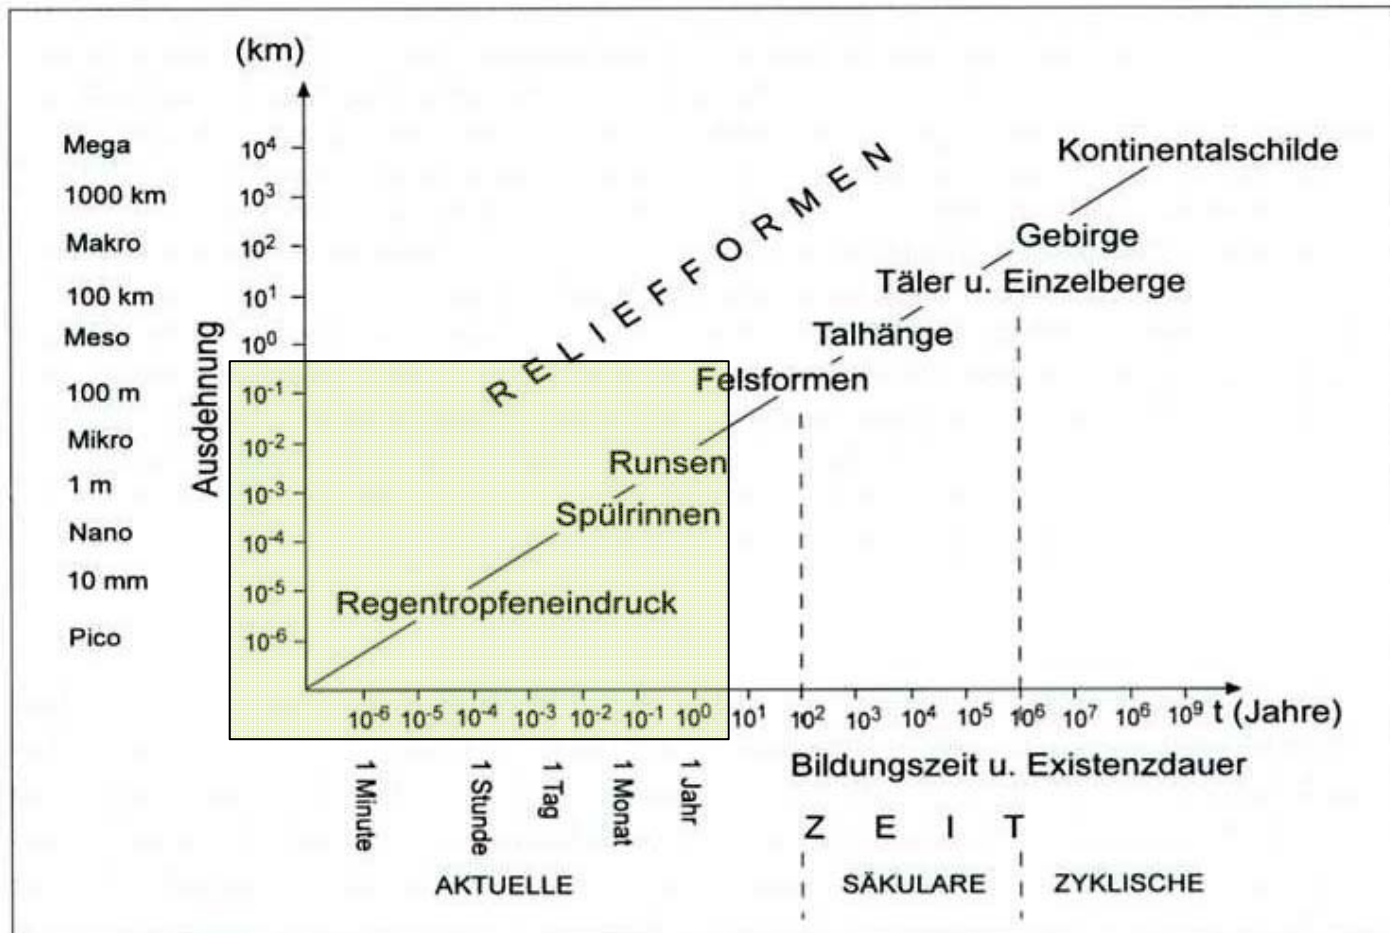 (km)
Mega
1000 km
Makro
100 km
Meso
100 m
Mikro
1 m
Nano
10 mm
Pico
Ausdehnung
10⁴
10³
10²
10¹
10⁰
10⁻¹
10⁻²
10⁻³
10⁻⁴
10⁻⁵
10⁻⁶
RELIEFFORMEN
Kontinentalschilde
Gebirge
Täler u. Einzelberge
Talhänge
Felsformen
Runsen
Spülrinnen
Regentropfeneindruck
10⁻⁶ 10⁻⁵ 10⁻⁴ 10⁻³ 10⁻² 10⁻¹ 10⁰ 10¹ 10² 10³ 10⁴ 10⁵ 10⁶ 10⁷ 10⁸ 10⁹ t (Jahre)
1 Minute
1 Stunde
1 Tag
1 Monat
1 Jahr
Bildungszeit u. Existenzdauer
Z E I T
AKTUELLE SÄKULARE ZYKLISCHE